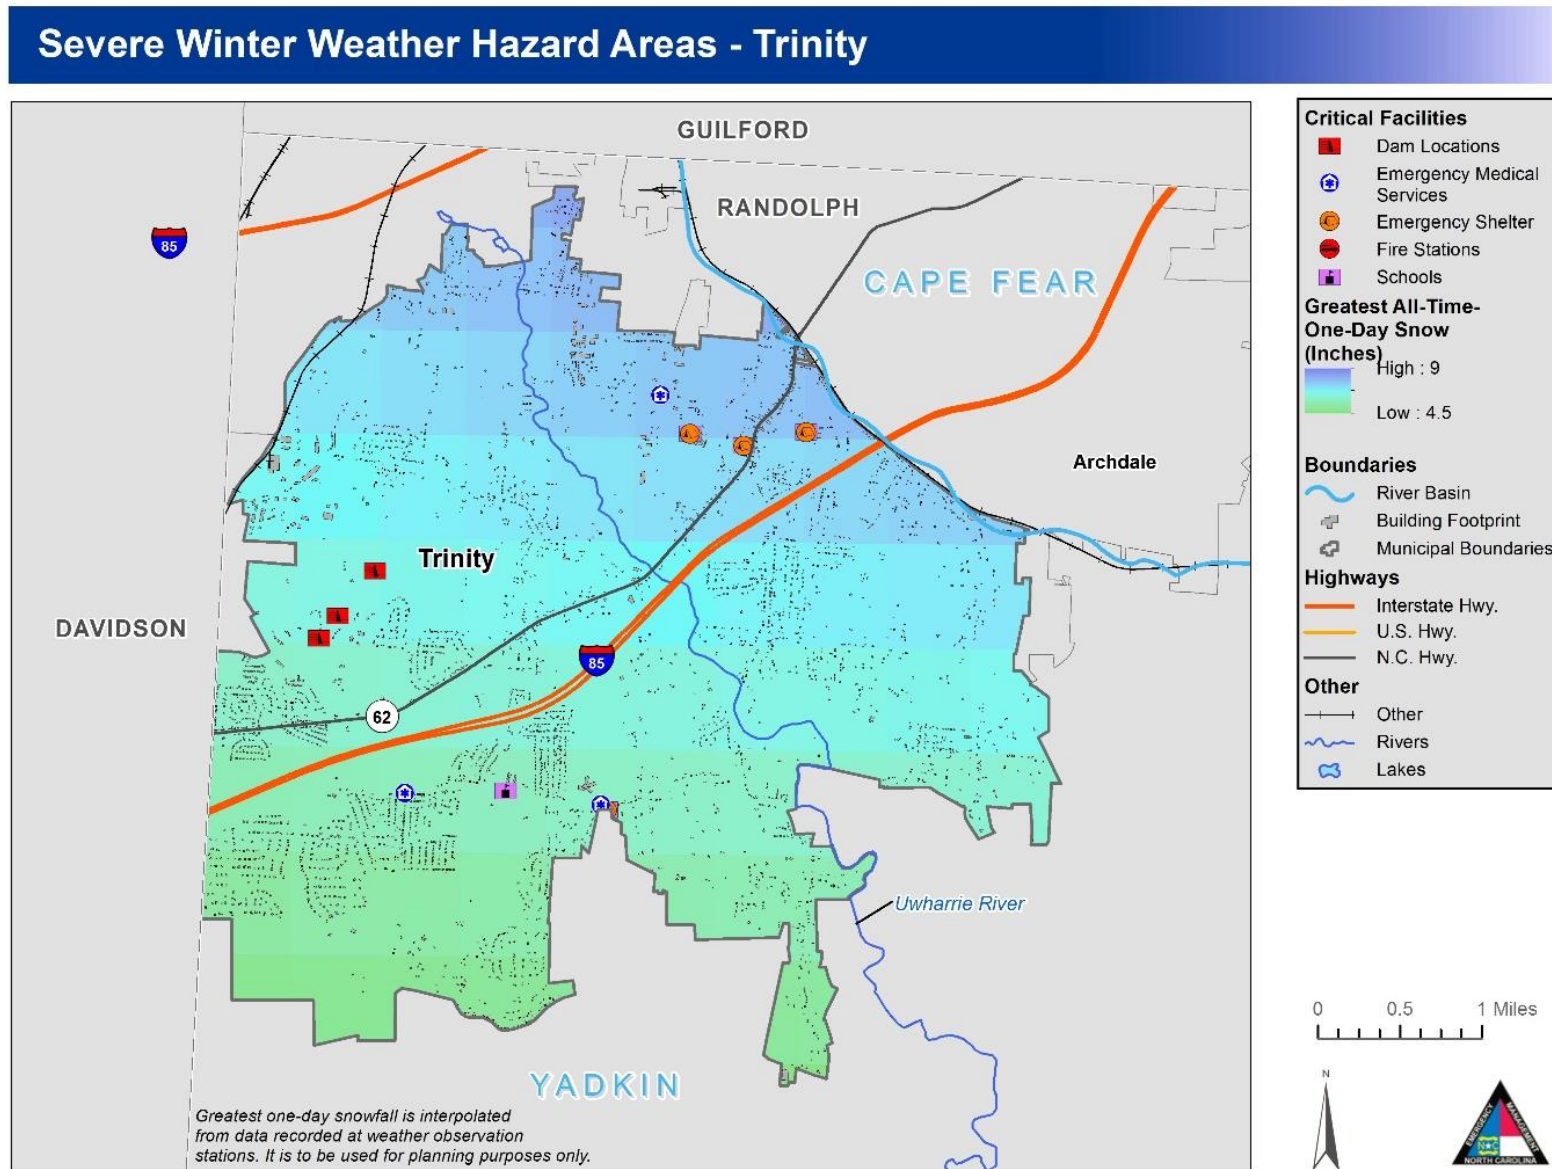 Severe Winter Weather Hazard Areas - Trinity
GUILFORD
RANDOLPH
85
CAPE FEAR
Archdale
Trinity
DAVIDSON
85
62
Uwharrie River
YADKIN
Greatest one-day snowfall is interpolated
from data recorded at weather observation
stations. It is to be used for planning purposes only.
Critical Facilities
Dam Locations
Emergency Medical
Services
Emergency Shelter
Fire Stations
Schools
Greatest All-Time-
One-Day Snow
(Inches)
High : 9
Low : 4.5
Boundaries
River Basin
Building Footprint
Municipal Boundaries
Highways
Interstate Hwy.
U.S. Hwy.
N.C. Hwy.
Other
Other
Rivers
Lakes
0 0.5 1 Miles
N
EMERGENCY
MANAGEMENT
N C
NORTH CAROLINA